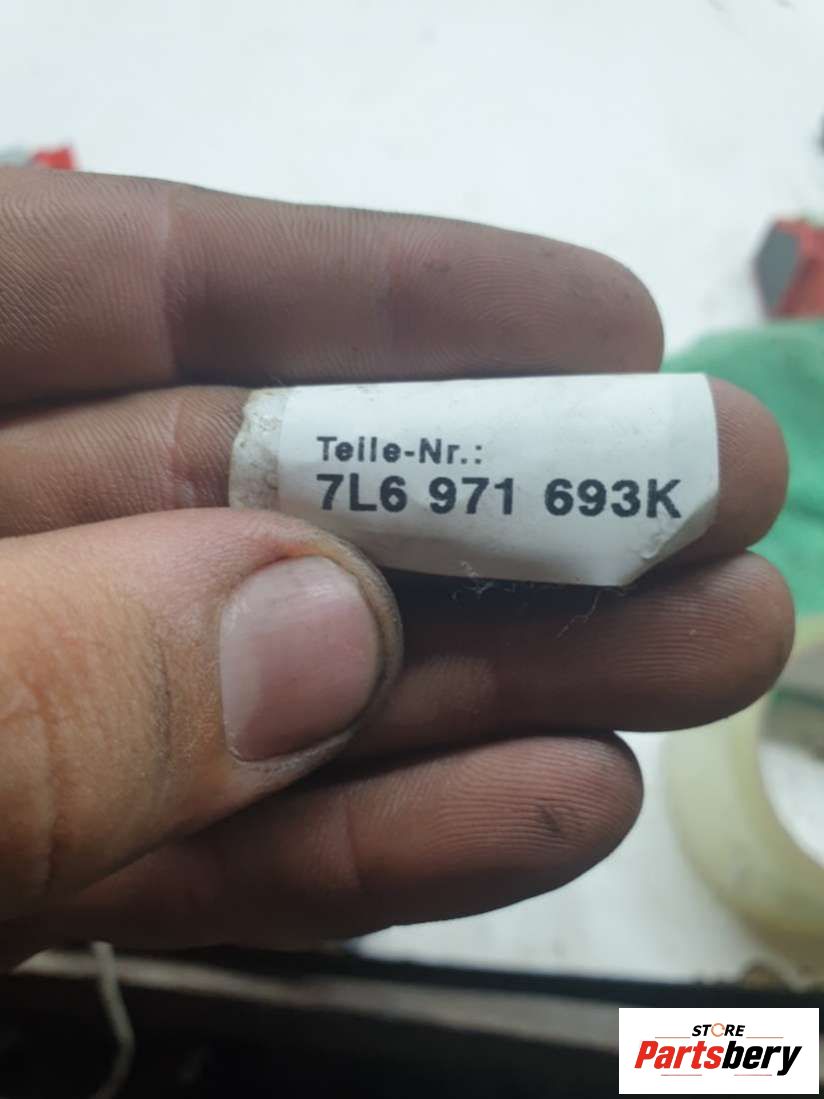 Teile-Nr.:
7L6 971 693K
STORE
Partsbery